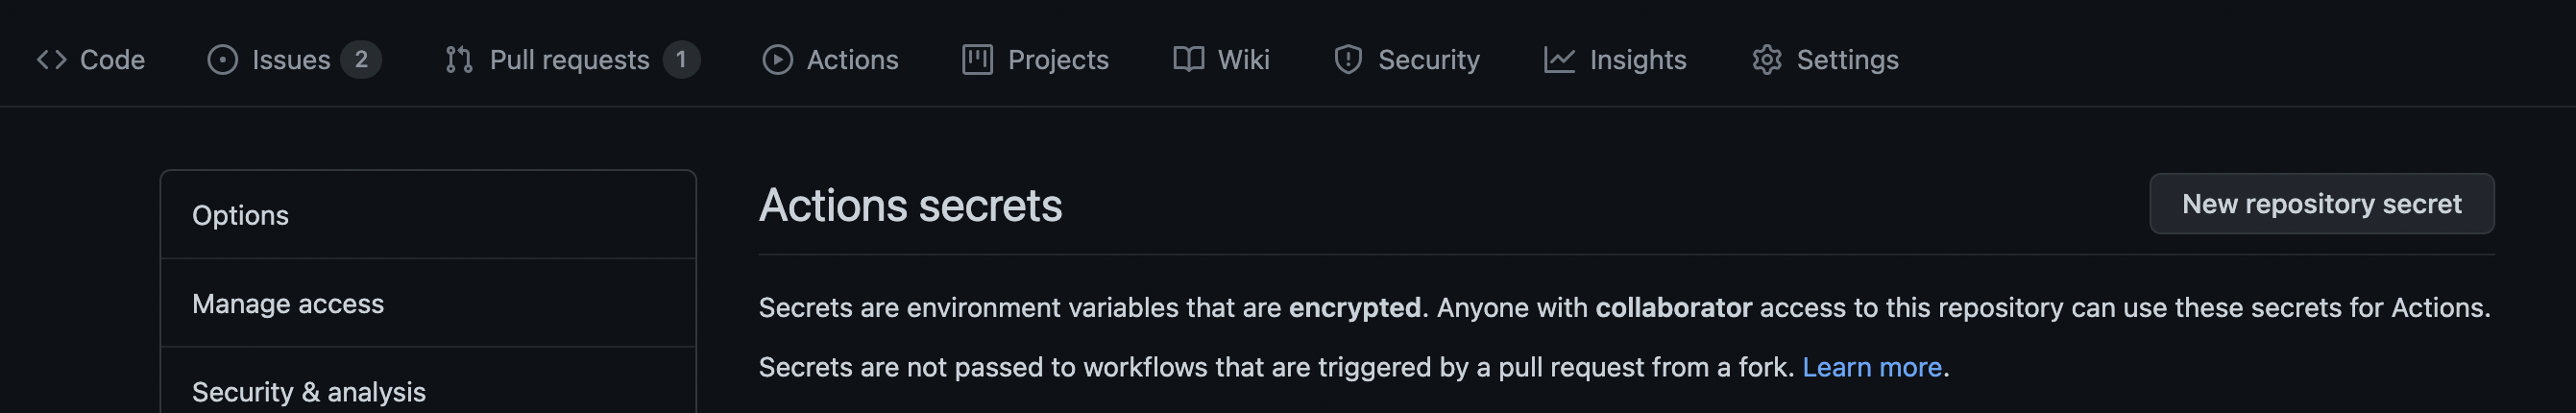 Code Issues 2 Pull requests 1 Actions Projects Wiki Security Insights Settings
Options
Manage access
Security & analysis
Actions secrets
New repository secret
Secrets are environment variables that are encrypted. Anyone with collaborator access to this repository can use these secrets for Actions.
Secrets are not passed to workflows that are triggered by a pull request from a fork. Learn more.